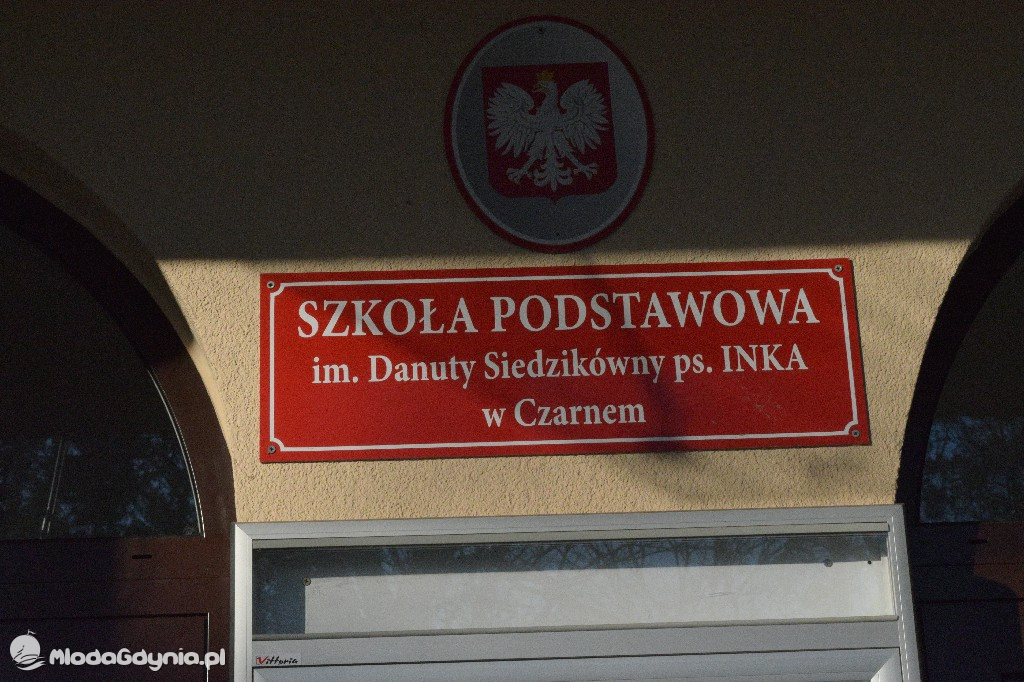 SZKOŁA PODSTAWOWA
im. Danuty Siedzikówny ps. INKA
w Czarnem
Vittoria
MlodaGdynia.pl